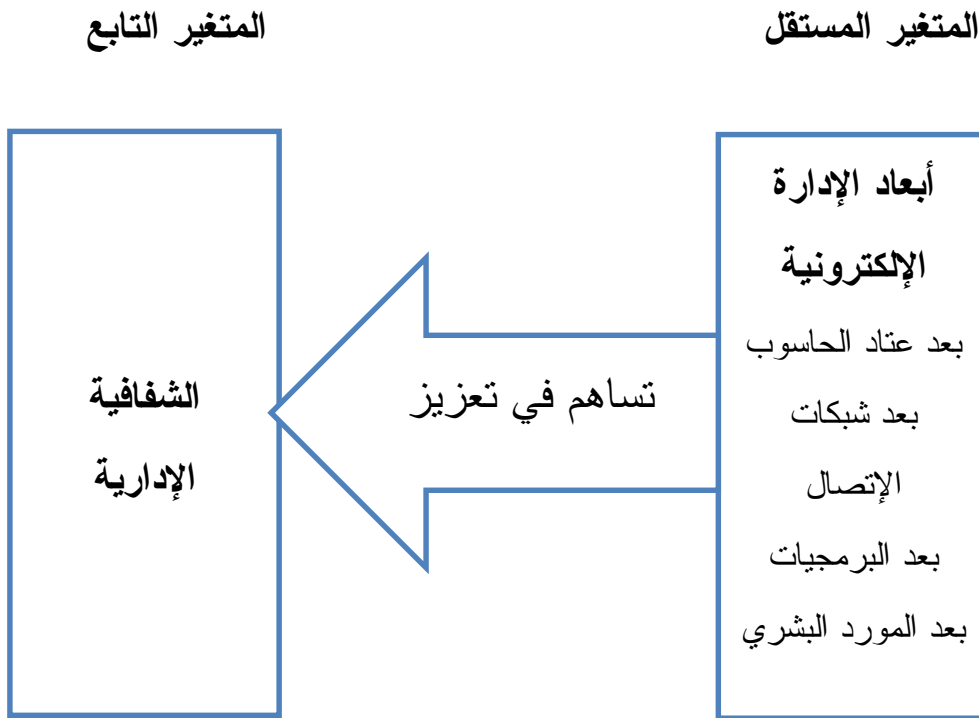 المتغير المستقل
المتغير التابع
أبعاد الإدارة
الإلكترونية
بعد عتاد الحاسوب
بعد شبكات
الإتصال
بعد البرمجيات
بعد المورد البشري
تساهم في تعزيز
الشفافية
الإدارية